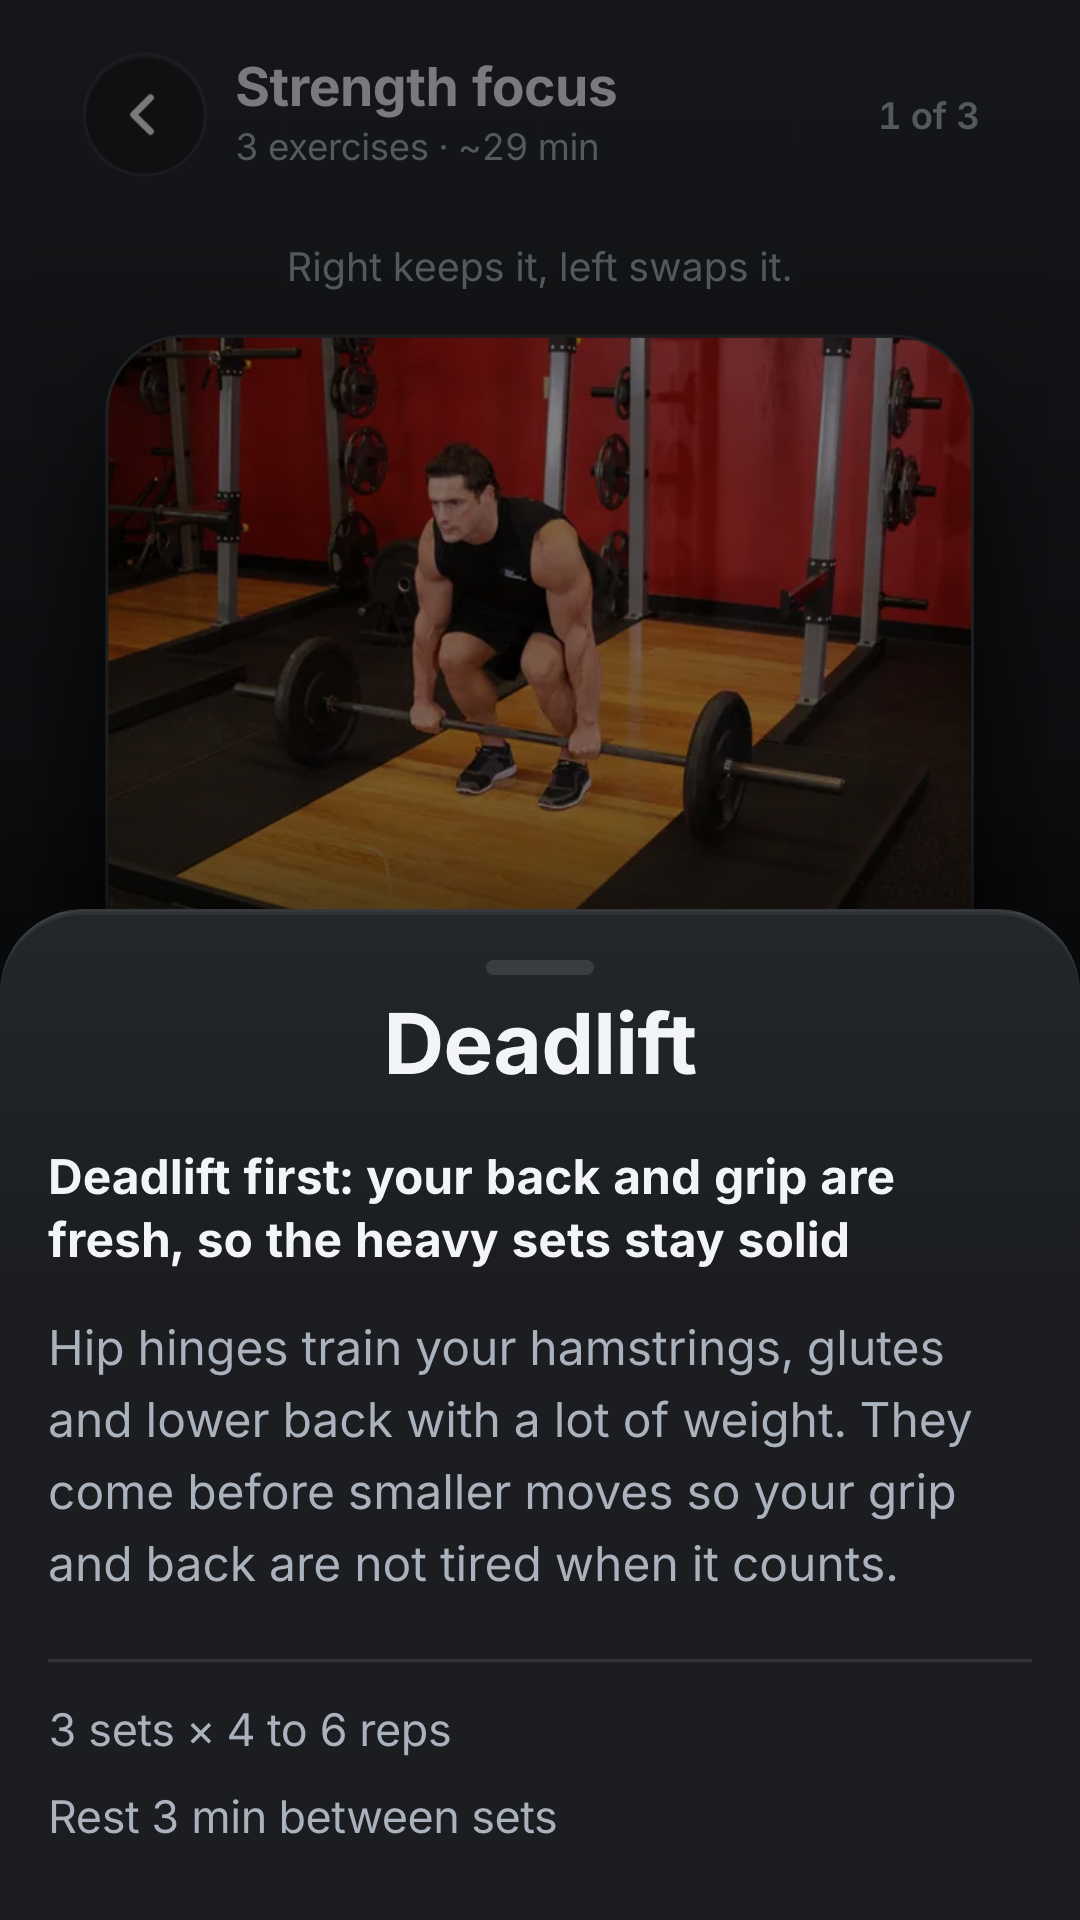 Strength focus
3 exercises · ~29 min
1 of 3
Right keeps it, left swaps it.
Deadlift
Deadlift first: your back and grip are
fresh, so the heavy sets stay solid
Hip hinges train your hamstrings, glutes
and lower back with a lot of weight. They
come before smaller moves so your grip
and back are not tired when it counts.
3 sets × 4 to 6 reps
Rest 3 min between sets